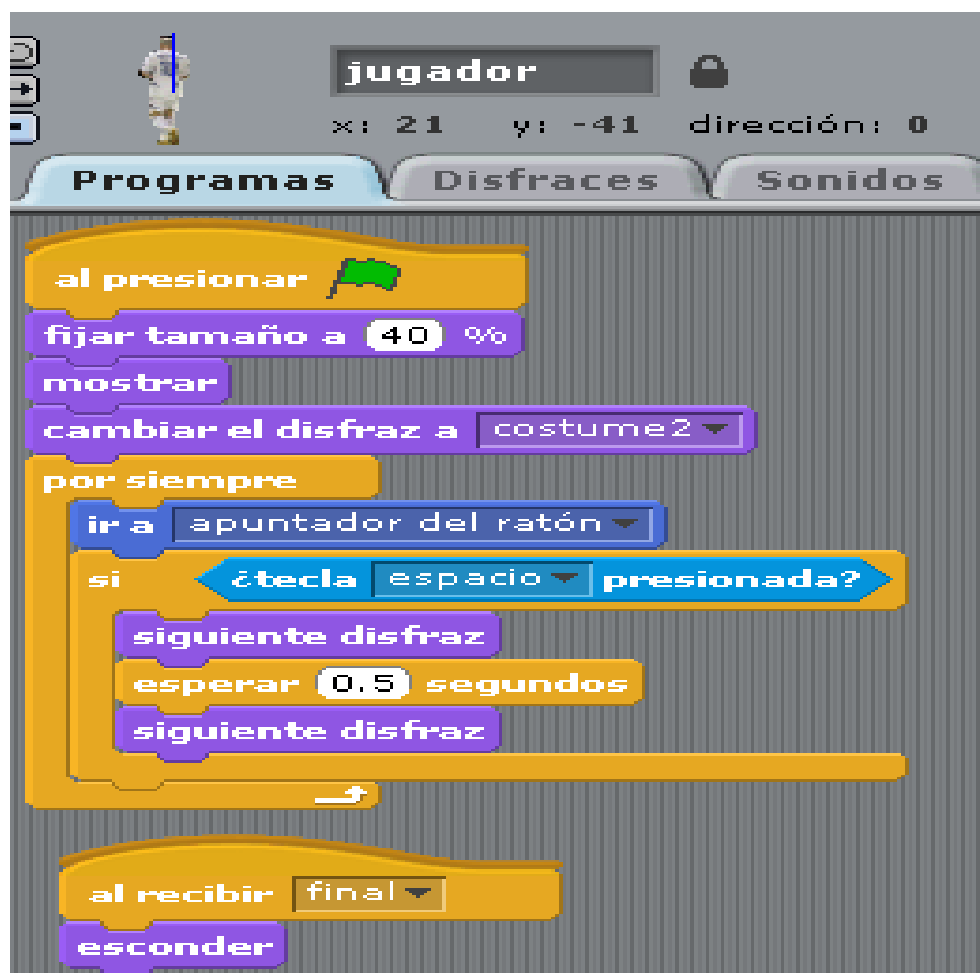 jugador
x: 21 y: -41 dirección: 0
Programas Disfraces Sonidos
al presionar
fijar tamaño a 40 %
mostrar
cambiar el disfraz a costume2
por siempre
ir a apuntador del ratón
si ¿tecla espacio presionada?
siguiente disfraz
esperar 0.5 segundos
siguiente disfraz
al recibir final
esconder